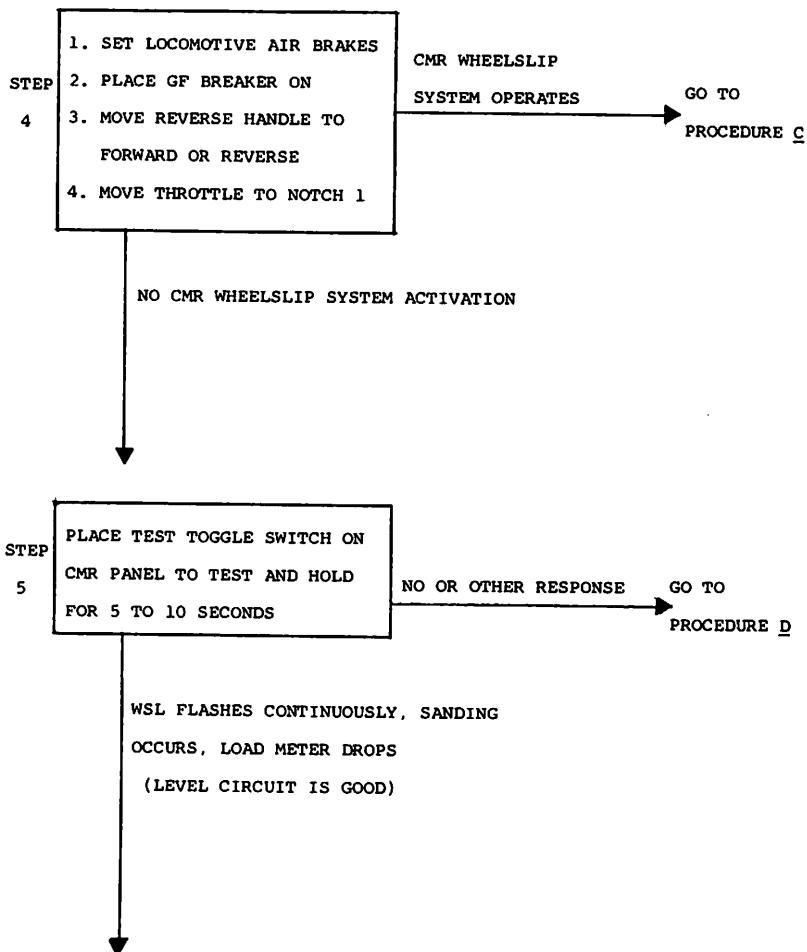 STEP
4
1. SET LOCOMOTIVE AIR BRAKES
2. PLACE GF BREAKER ON
3. MOVE REVERSE HANDLE TO
FORWARD OR REVERSE
4. MOVE THROTTLE TO NOTCH 1
CMR WHEELSLIP
SYSTEM OPERATES
GO TO
PROCEDURE C
NO CMR WHEELSLIP SYSTEM ACTIVATION
STEP
5
PLACE TEST TOGGLE SWITCH ON
CMR PANEL TO TEST AND HOLD
FOR 5 TO 10 SECONDS
NO OR OTHER RESPONSE
GO TO
PROCEDURE D
WSL FLASHES CONTINUOUSLY, SANDING
OCCURS, LOAD METER DROPS
(LEVEL CIRCUIT IS GOOD)